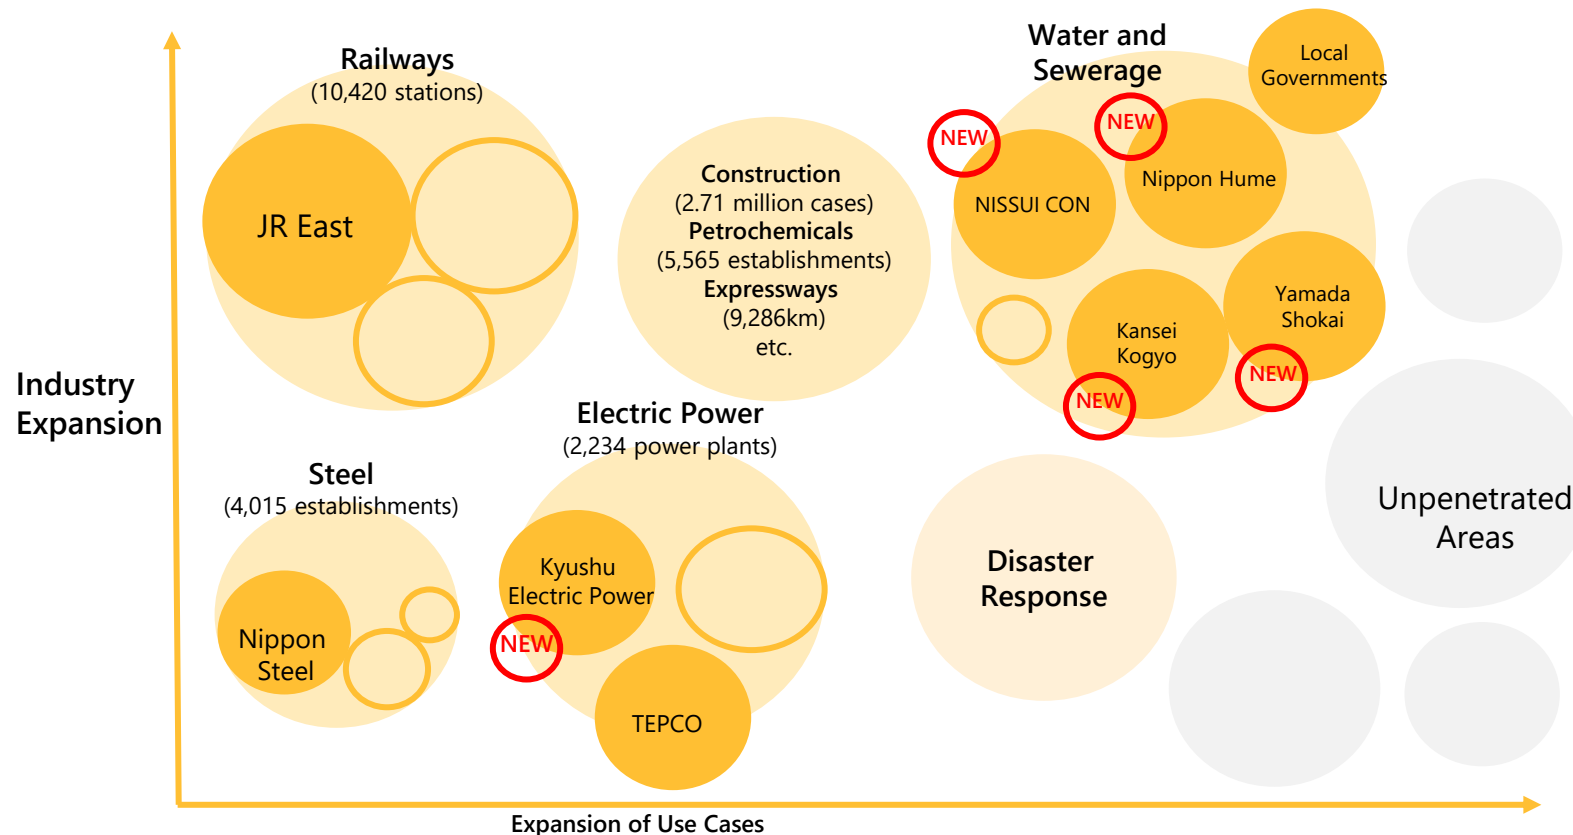 Railways
(10,420 stations)
JR East
Construction
(2.71 million cases)
Petrochemicals
(5,565 establishments)
Expressways
(9,286km)
etc.
Water and
Sewerage
Local
Governments
NEW
NEW
NISSUI CON
Nippon Hume
Kansei
Kogyo
Yamada
Shokai
NEW
NEW
Industry
Expansion
Steel
(4,015 establishments)
Nippon
Steel
Electric Power
(2,234 power plants)
Kyushu
Electric Power
NEW
TEPCO
Disaster
Response
Unpenetrated
Areas
Expansion of Use Cases